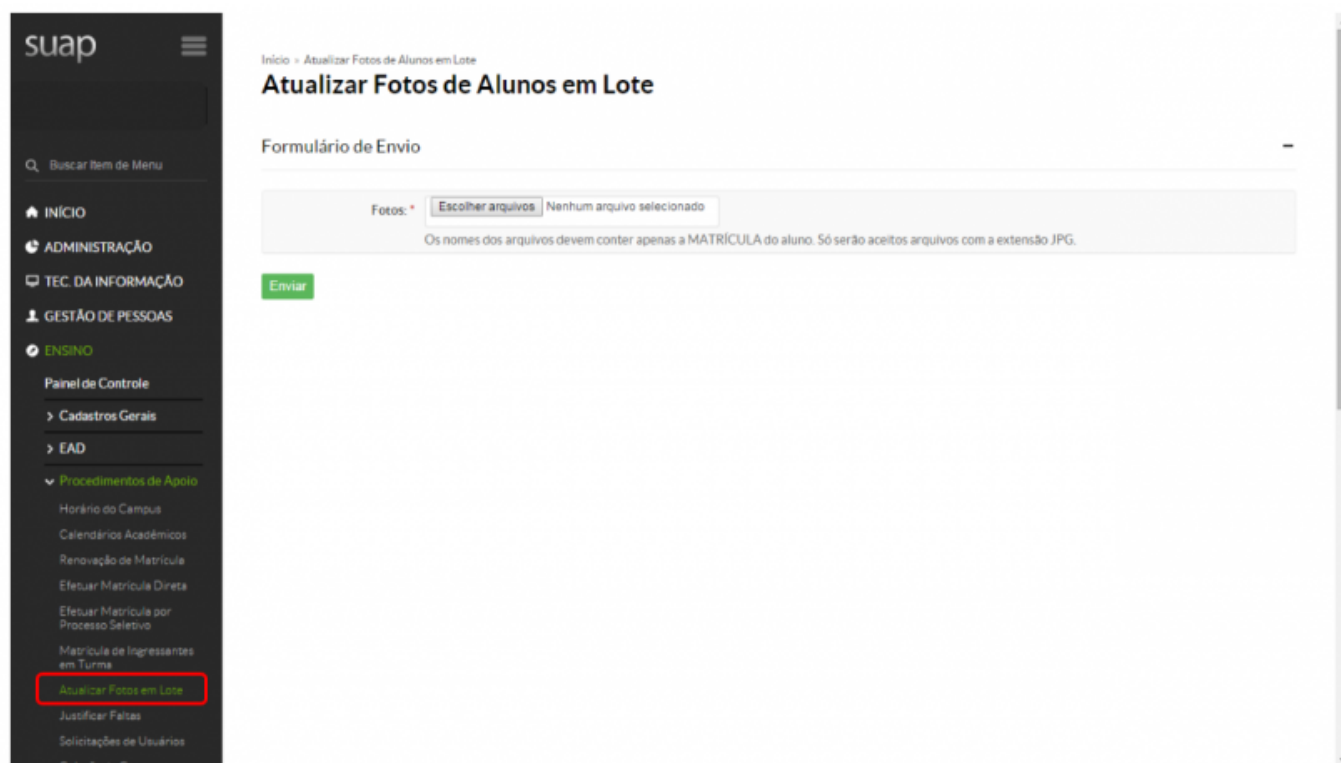 suap
Buscar Item de Menu
INÍCIO
ADMINISTRAÇÃO
TEC. DA INFORMAÇÃO
GESTÃO DE PESSOAS
ENSINO
Painel de Controle
Cadastros Gerais
EAD
Procedimentos de Apoio
Horário do Campus
Calendários Acadêmicos
Renovação de Matrícula
Efetuar Matrícula Direta
Efetuar Matrícula por
Processo Seletivo
Matrícula de Ingressantes
em Turma
Atualizar Fotos em Lote
Justificar Faltas
Solicitações de Usuários
Início » Atualizar Fotos de Alunos em Lote
Atualizar Fotos de Alunos em Lote
Formulário de Envio
Fotos: * Escolher arquivos Nenhum arquivo selecionado
Os nomes dos arquivos devem conter apenas a MATRÍCULA do aluno. Só serão aceitos arquivos com a extensão JPG.
Enviar